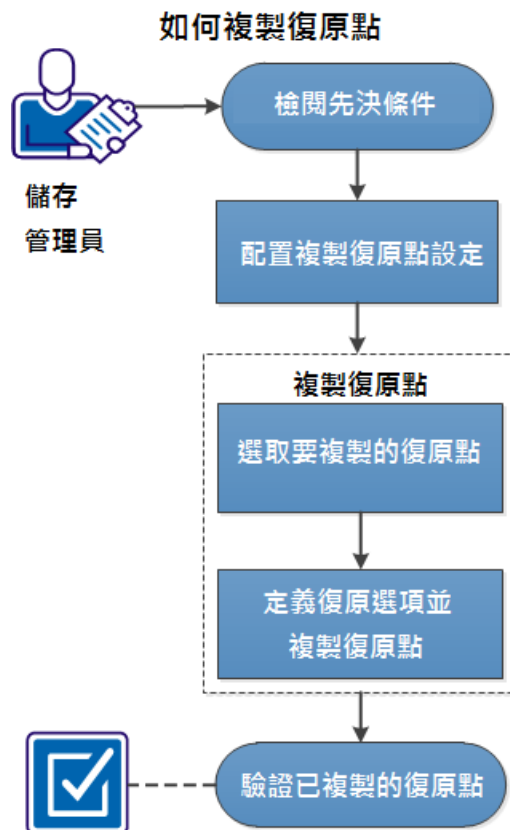 如何複製復原點
檢閱先決條件
儲存
管理員
配置複製復原點設定
複製復原點
選取要複製的復原點
定義復原選項並
複製復原點
驗證已複製的復原點